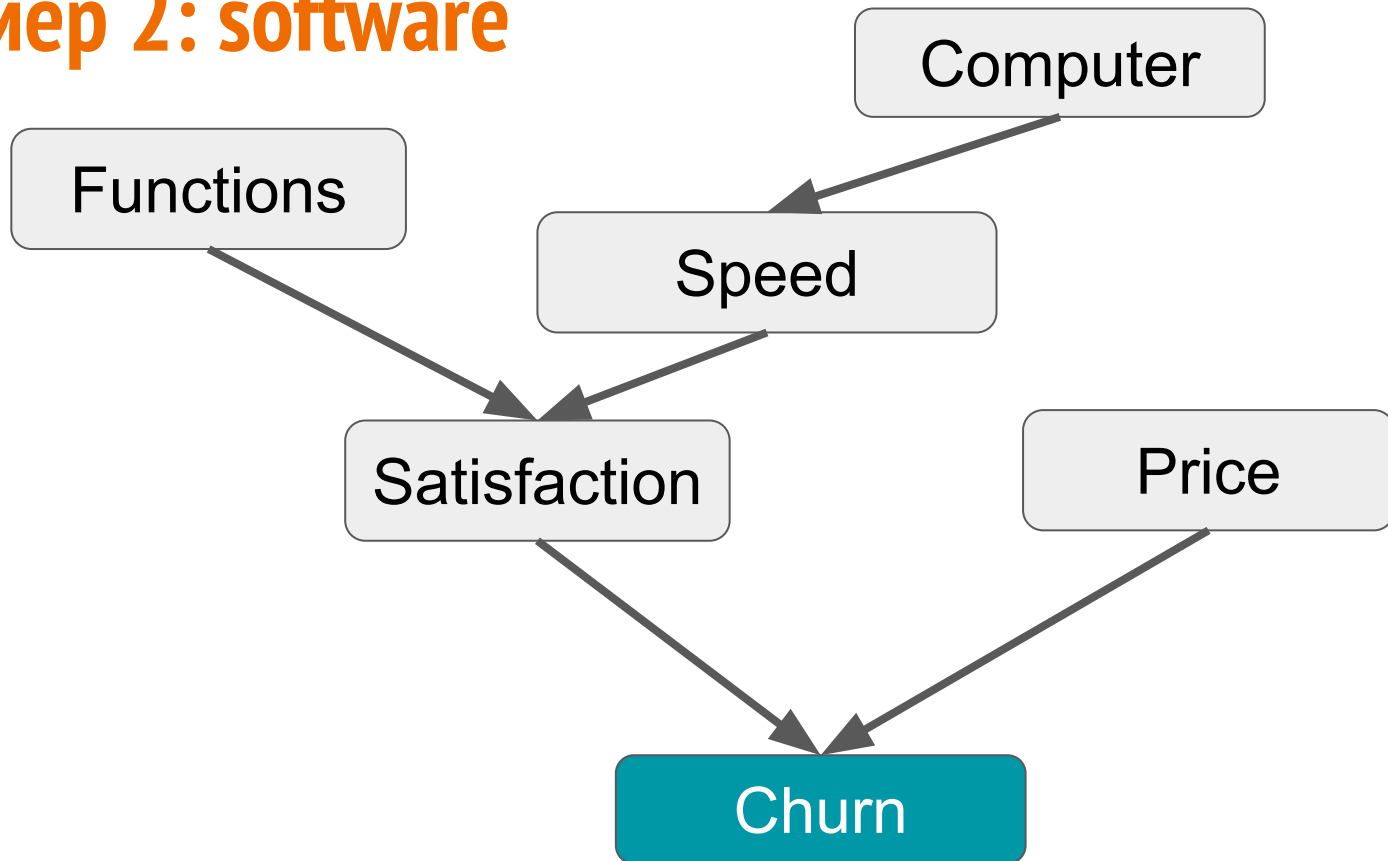 мер 2: software
Computer
Functions
Speed
Satisfaction
Price
Churn